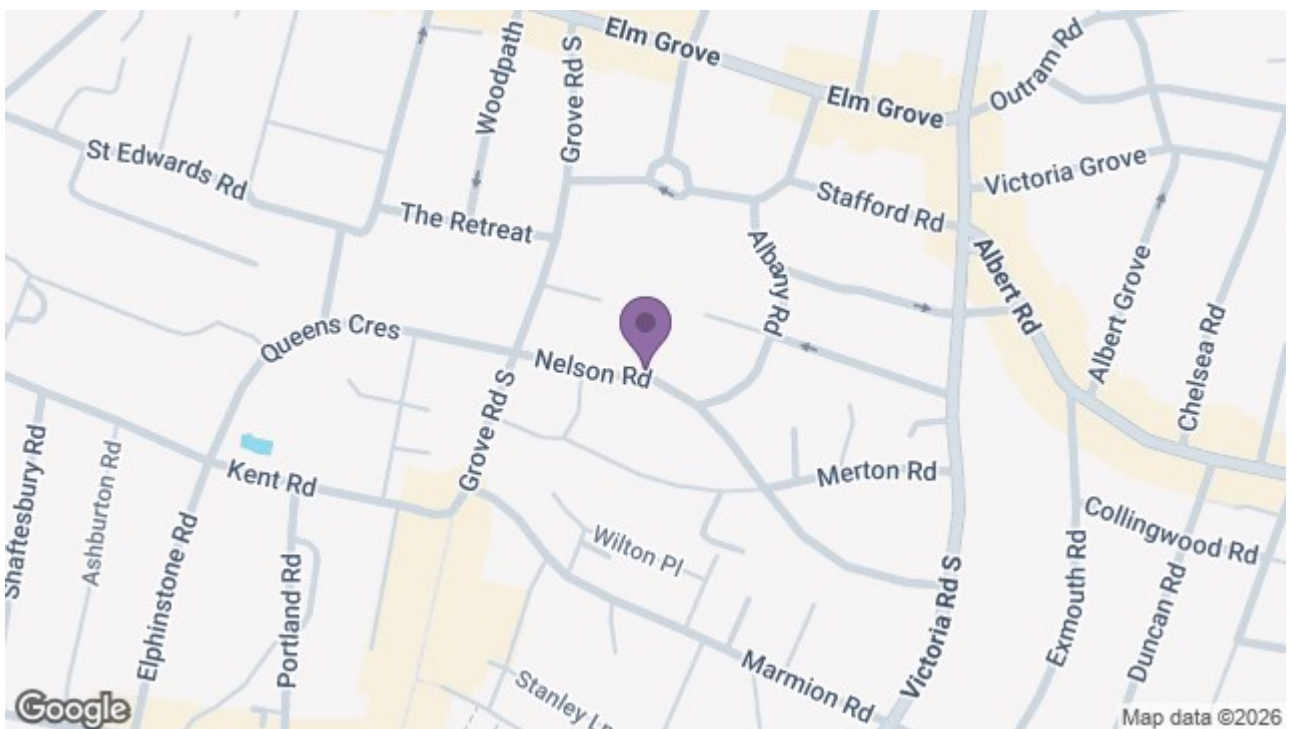 Elm Grove
Outram Rd
Woodpath
Grove Rd S
Elm Grove
St Edwards Rd
Victoria Grove
Stafford Rd
The Retreat
Albany Rd
Albert Rd
Albert Grove
Chelsea Rd
Queens Cres
Nelson Rd
Grove Rd S
Shaftesbury Rd
Ashburton Rd
Kent Rd
Merton Rd
Collingwood Rd
Wilton Pl
Elphinstone Rd
Portland Rd
Victoria Rd S
Exmouth Rd
Duncan Rd
Marmion Rd
Stanley
Google
Map data ©2026